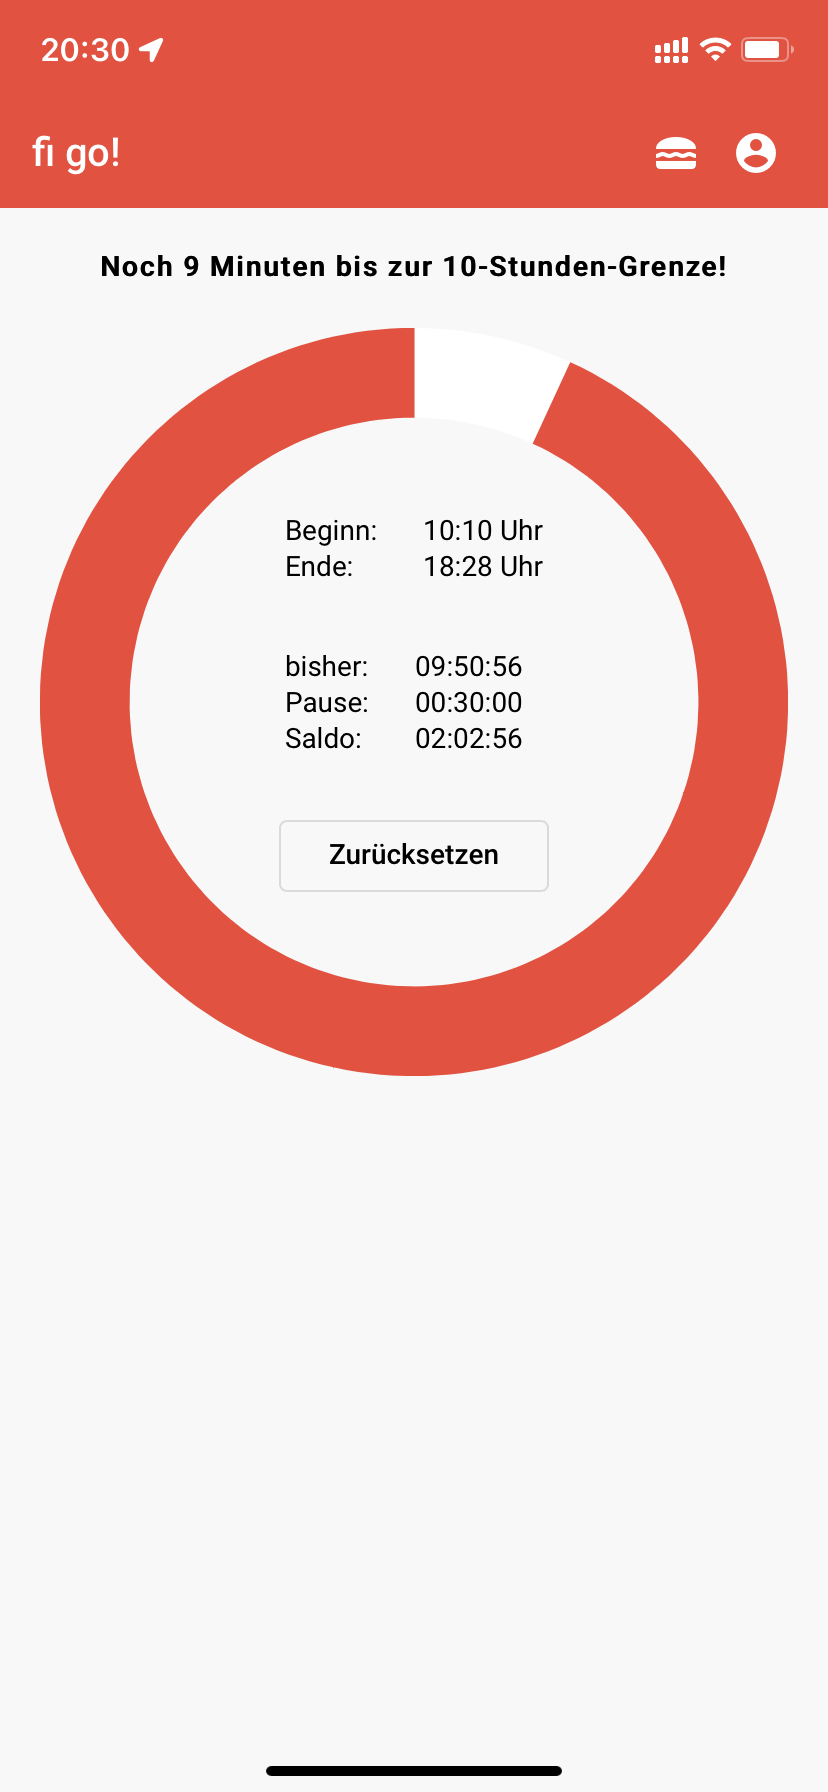 20:30
fi go!
Noch 9 Minuten bis zur 10-Stunden-Grenze!
Beginn: 10:10 Uhr
Ende: 18:28 Uhr
bisher: 09:50:56
Pause: 00:30:00
Saldo: 02:02:56
Zurücksetzen